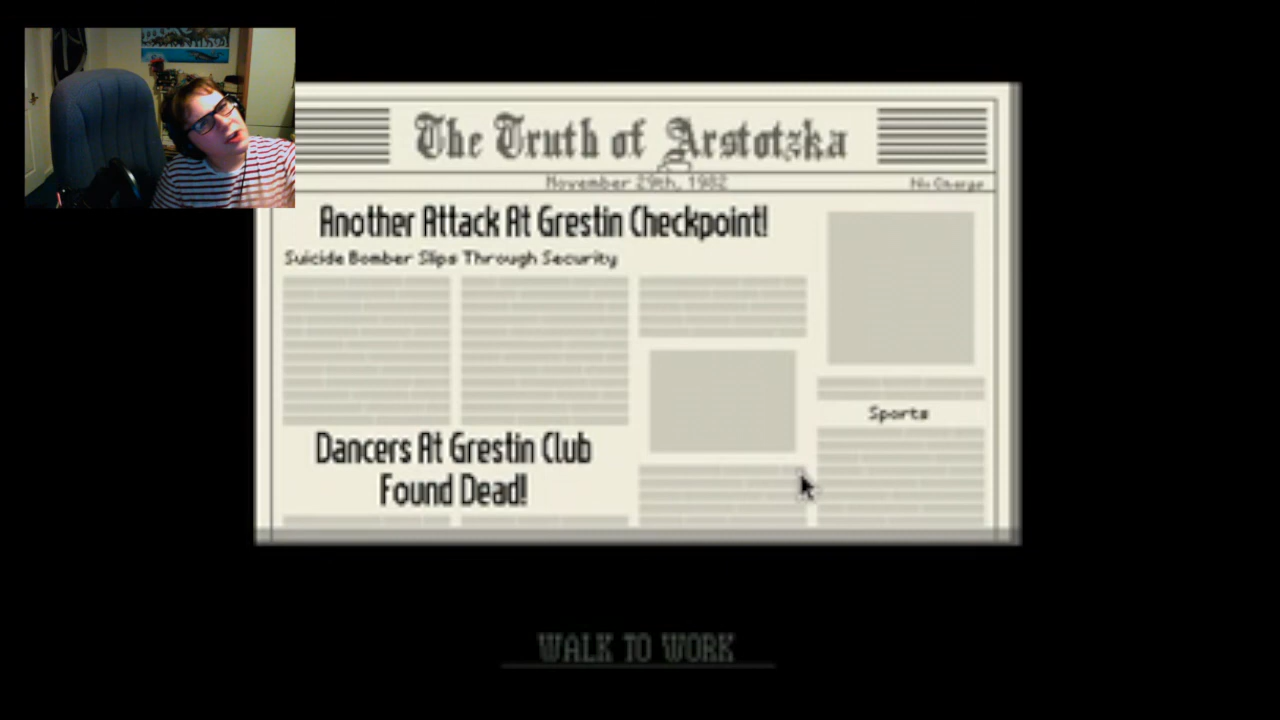 The Truth of Arstotzka
November 29th, 1982
No Charge
Another Attack At Grestin Checkpoint!
Suicide Bomber Slips Through Security
Dancers At Grestin Club
Found Dead!
Sports
WALK TO WORK